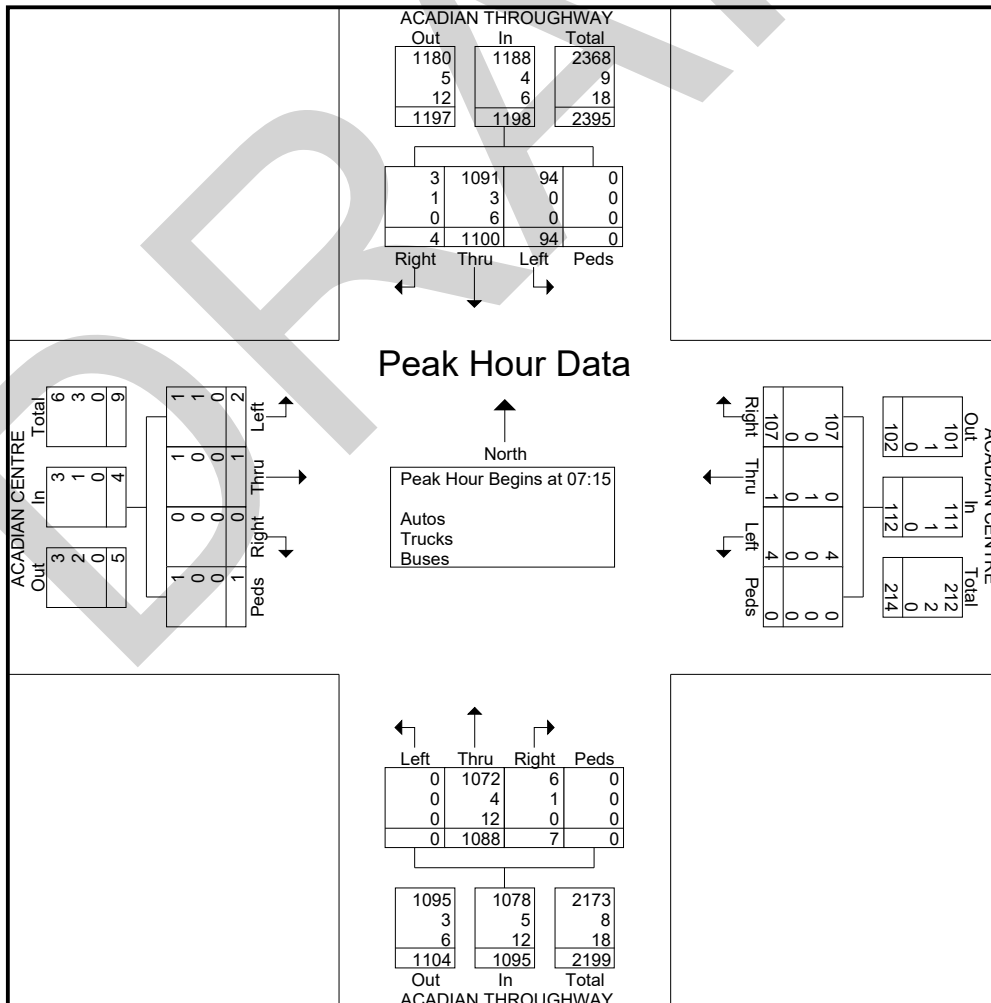 ACADIAN THROUGHWAY
Out In Total
1180 1188 2368
5 4 9
12 6 18
1197 1198 2395
3 1091 94 0
1 3 0 0
0 6 0 0
4 1100 94 0
Right Thru Left Peds
Peak Hour Data
North
Peak Hour Begins at 07:15
Autos
Trucks
Buses
ACADIAN CENTRE
Out In Total
3 3 6
2 1 3
0 0 0
5 4 9
1 0 1 1
0 0 0 1
0 0 0 0
1 0 1 2
Peds Right Thru Left
ACADIAN CENTRE
Out In Total
101 111 212
1 1 2
0 0 0
102 112 214
107 0 4 0
0 1 0 0
0 0 0 0
107 1 4 0
Right Thru Left Peds
Left Thru Right Peds
0 1072 6 0
0 4 1 0
0 12 0 0
0 1088 7 0
1095 1078 2173
3 5 8
6 12 18
1104 1095 2199
Out In Total
ACADIAN THROUGHWAY